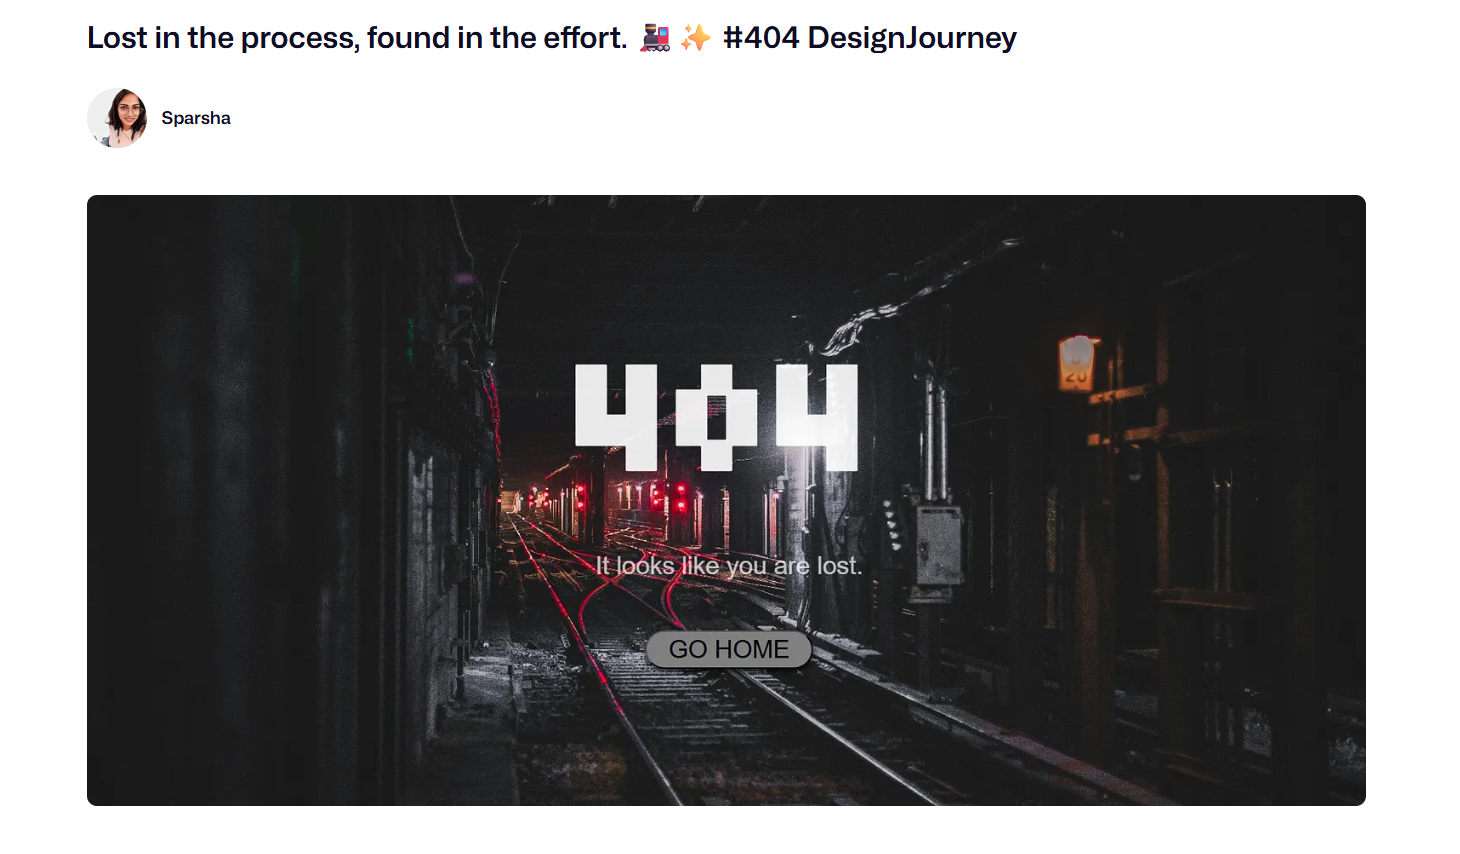 Lost in the process, found in the effort. 🚂 ✨ #404 DesignJourney
Sparsha
404
20
It looks like you are lost.
GO HOME